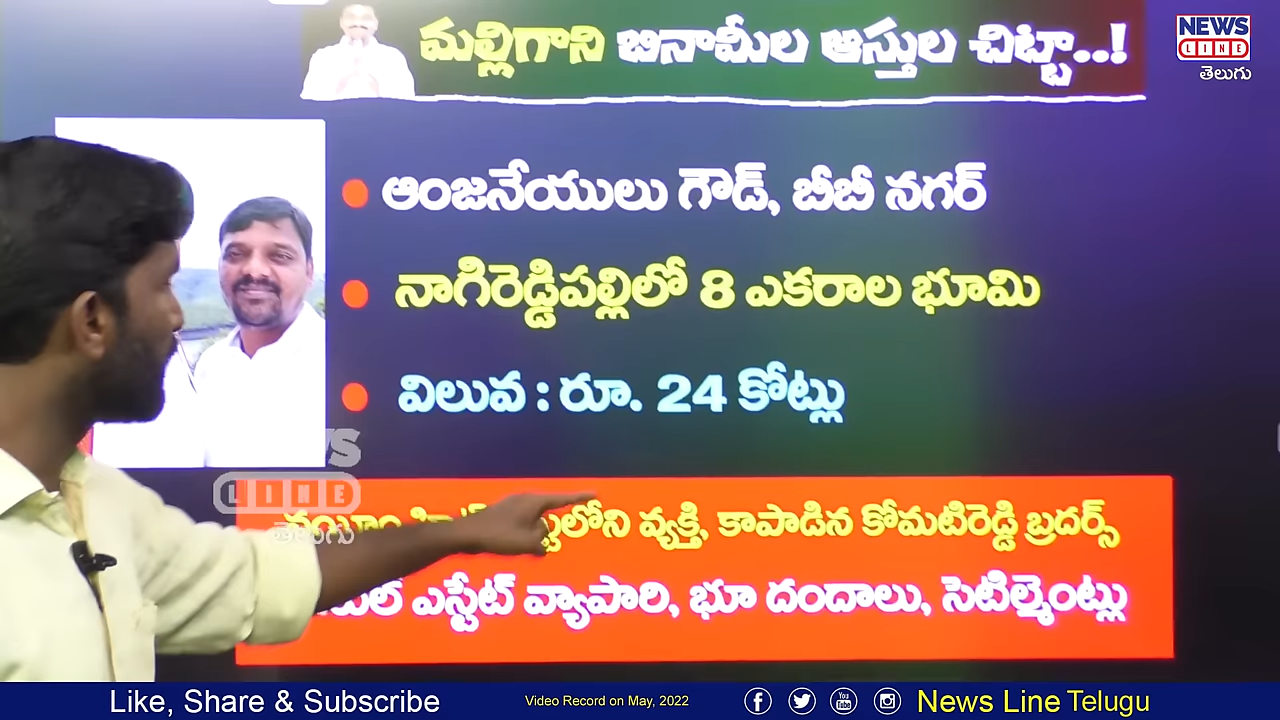 మల్లిగాని బినామీల ఆస్తుల చిట్టా..!
NEWS
LINE
తెలుగు
ఆంజనేయులు గౌడ్, బీబీ నగర్
నాగిరెడ్డిపల్లిలో 8 ఎకరాల భూమి
విలువ : రూ. 24 కోట్లు
LINE
తెలుగు
వ్యక్తి, కాపాడిన కోమటిరెడ్డి బ్రదర్స్
ఎస్టేట్ వ్యాపారి, భూ దందాలు, సెటిల్మెంట్లు
Like, Share & Subscribe
Video Record on May, 2022
News Line Telugu